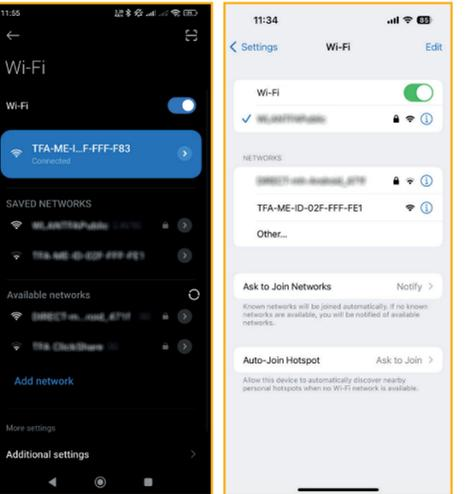 11:55
Wi-Fi
Wi-Fi
TFA-ME-I...F-FFF-F83
Connected
SAVED NETWORKS
Available networks
Add network
More settings
Additional settings
11:34
85
Settings
Wi-Fi
Edit
Wi-Fi
NETWORKS
TFA-ME-ID-02F-FFF-FE1
Other...
Ask to Join Networks
Notify
Known networks will be joined automatically. If no known
networks are available, you will be notified of available
networks.
Auto-Join Hotspot
Ask to Join
Allow this device to automatically discover nearby
personal hotspots when no Wi-Fi network is available.